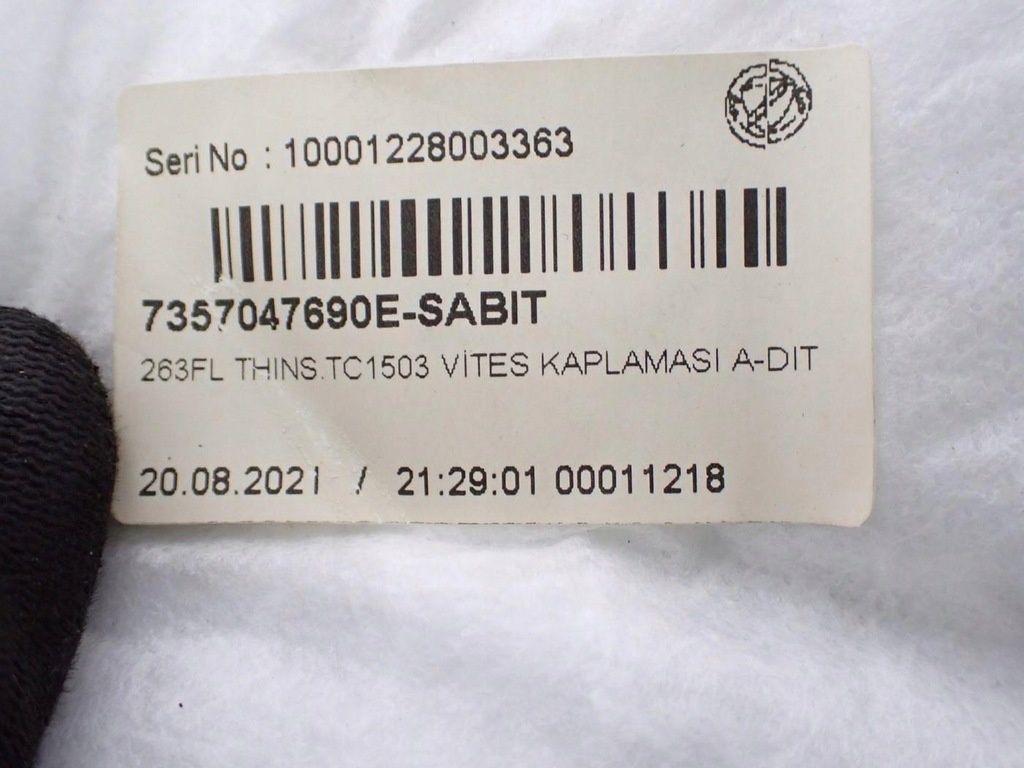 Seri No : 10001228003363
7357047690E-SABIT
263FL THINS.TC1503 VİTES KAPLAMASI A-DIT
20.08.2021 / 21:29:01 00011218